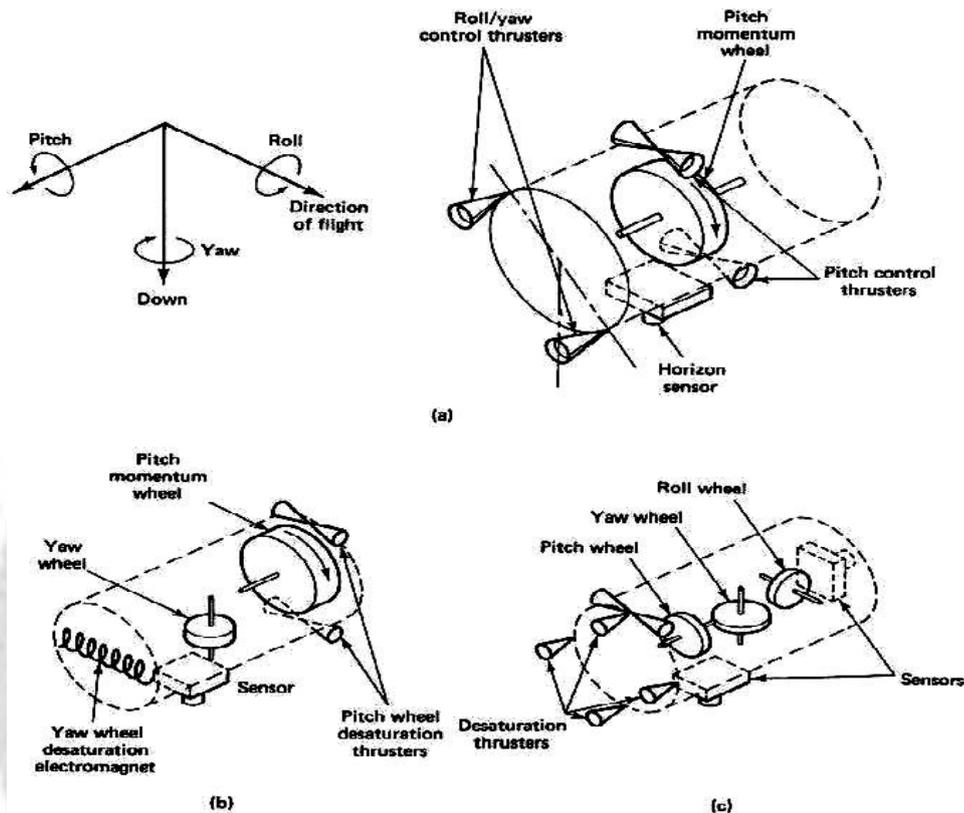 Roll/yaw
control thrusters
Pitch
momentum
wheel
Pitch
Roll
Direction
of flight
Yaw
Down
Pitch control
thrusters
Horizon
sensor
(a)
Pitch
momentum
wheel
Yaw
wheel
Sensor
Yaw wheel
desaturation
electromagnet
Pitch wheel
desaturation
thrusters
(b)
Roll wheel
Yaw wheel
Pitch wheel
Sensors
Desaturation
thrusters
(c)